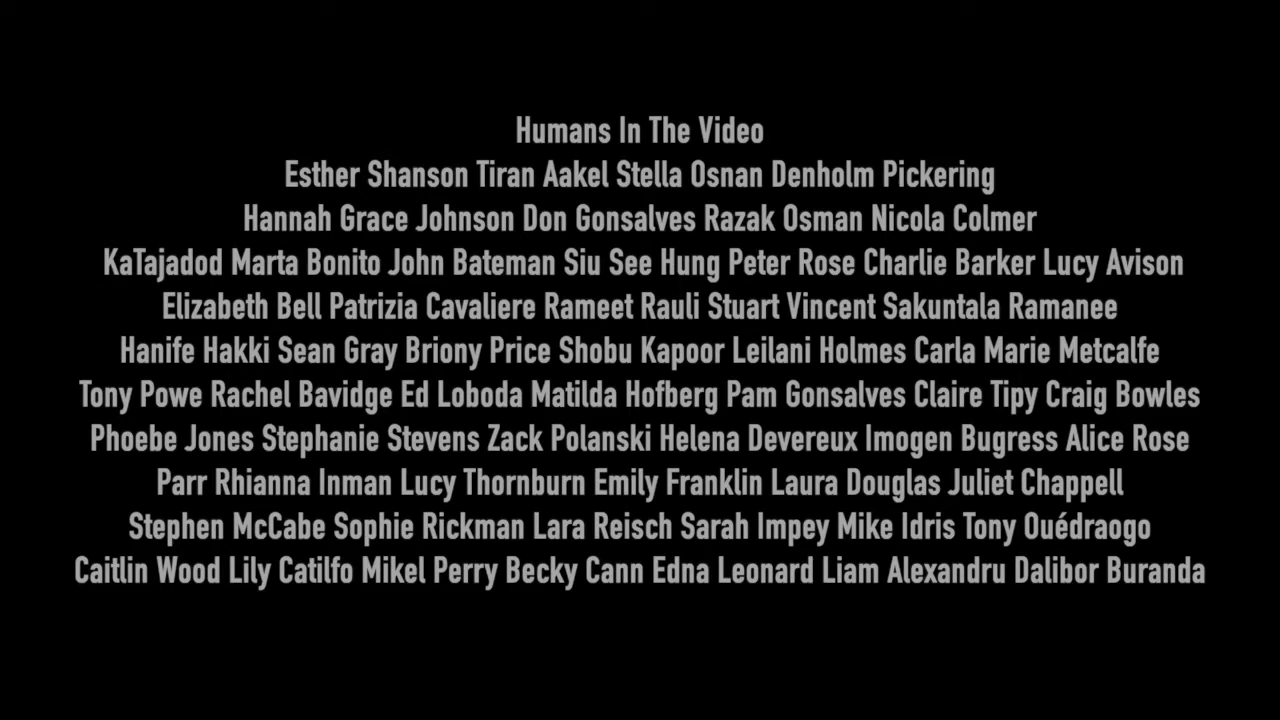 Humans In The Video
Esther Shanson Tiran Aakel Stella Osnan Denholm Pickering
Hannah Grace Johnson Don Gonsalves Razak Osman Nicola Colmer
KaTajadod Marta Bonito John Bateman Siu See Hung Peter Rose Charlie Barker Lucy Avison
Elizabeth Bell Patrizia Cavaliere Rameet Rauli Stuart Vincent Sakuntala Ramanee
Hanife Hakki Sean Gray Briony Price Shobu Kapoor Leilani Holmes Carla Marie Metcalfe
Tony Powe Rachel Bavidge Ed Loboda Matilda Hofberg Pam Gonsalves Claire Tipy Craig Bowles
Phoebe Jones Stephanie Stevens Zack Polanski Helena Devereux Imogen Bugress Alice Rose
Parr Rhianna Inman Lucy Thornburn Emily Franklin Laura Douglas Juliet Chappell
Stephen McCabe Sophie Rickman Lara Reisch Sarah Impey Mike Idris Tony Ouédraogo
Caitlin Wood Lily Catilfo Mikel Perry Becky Cann Edna Leonard Liam Alexandru Dalibor Buranda